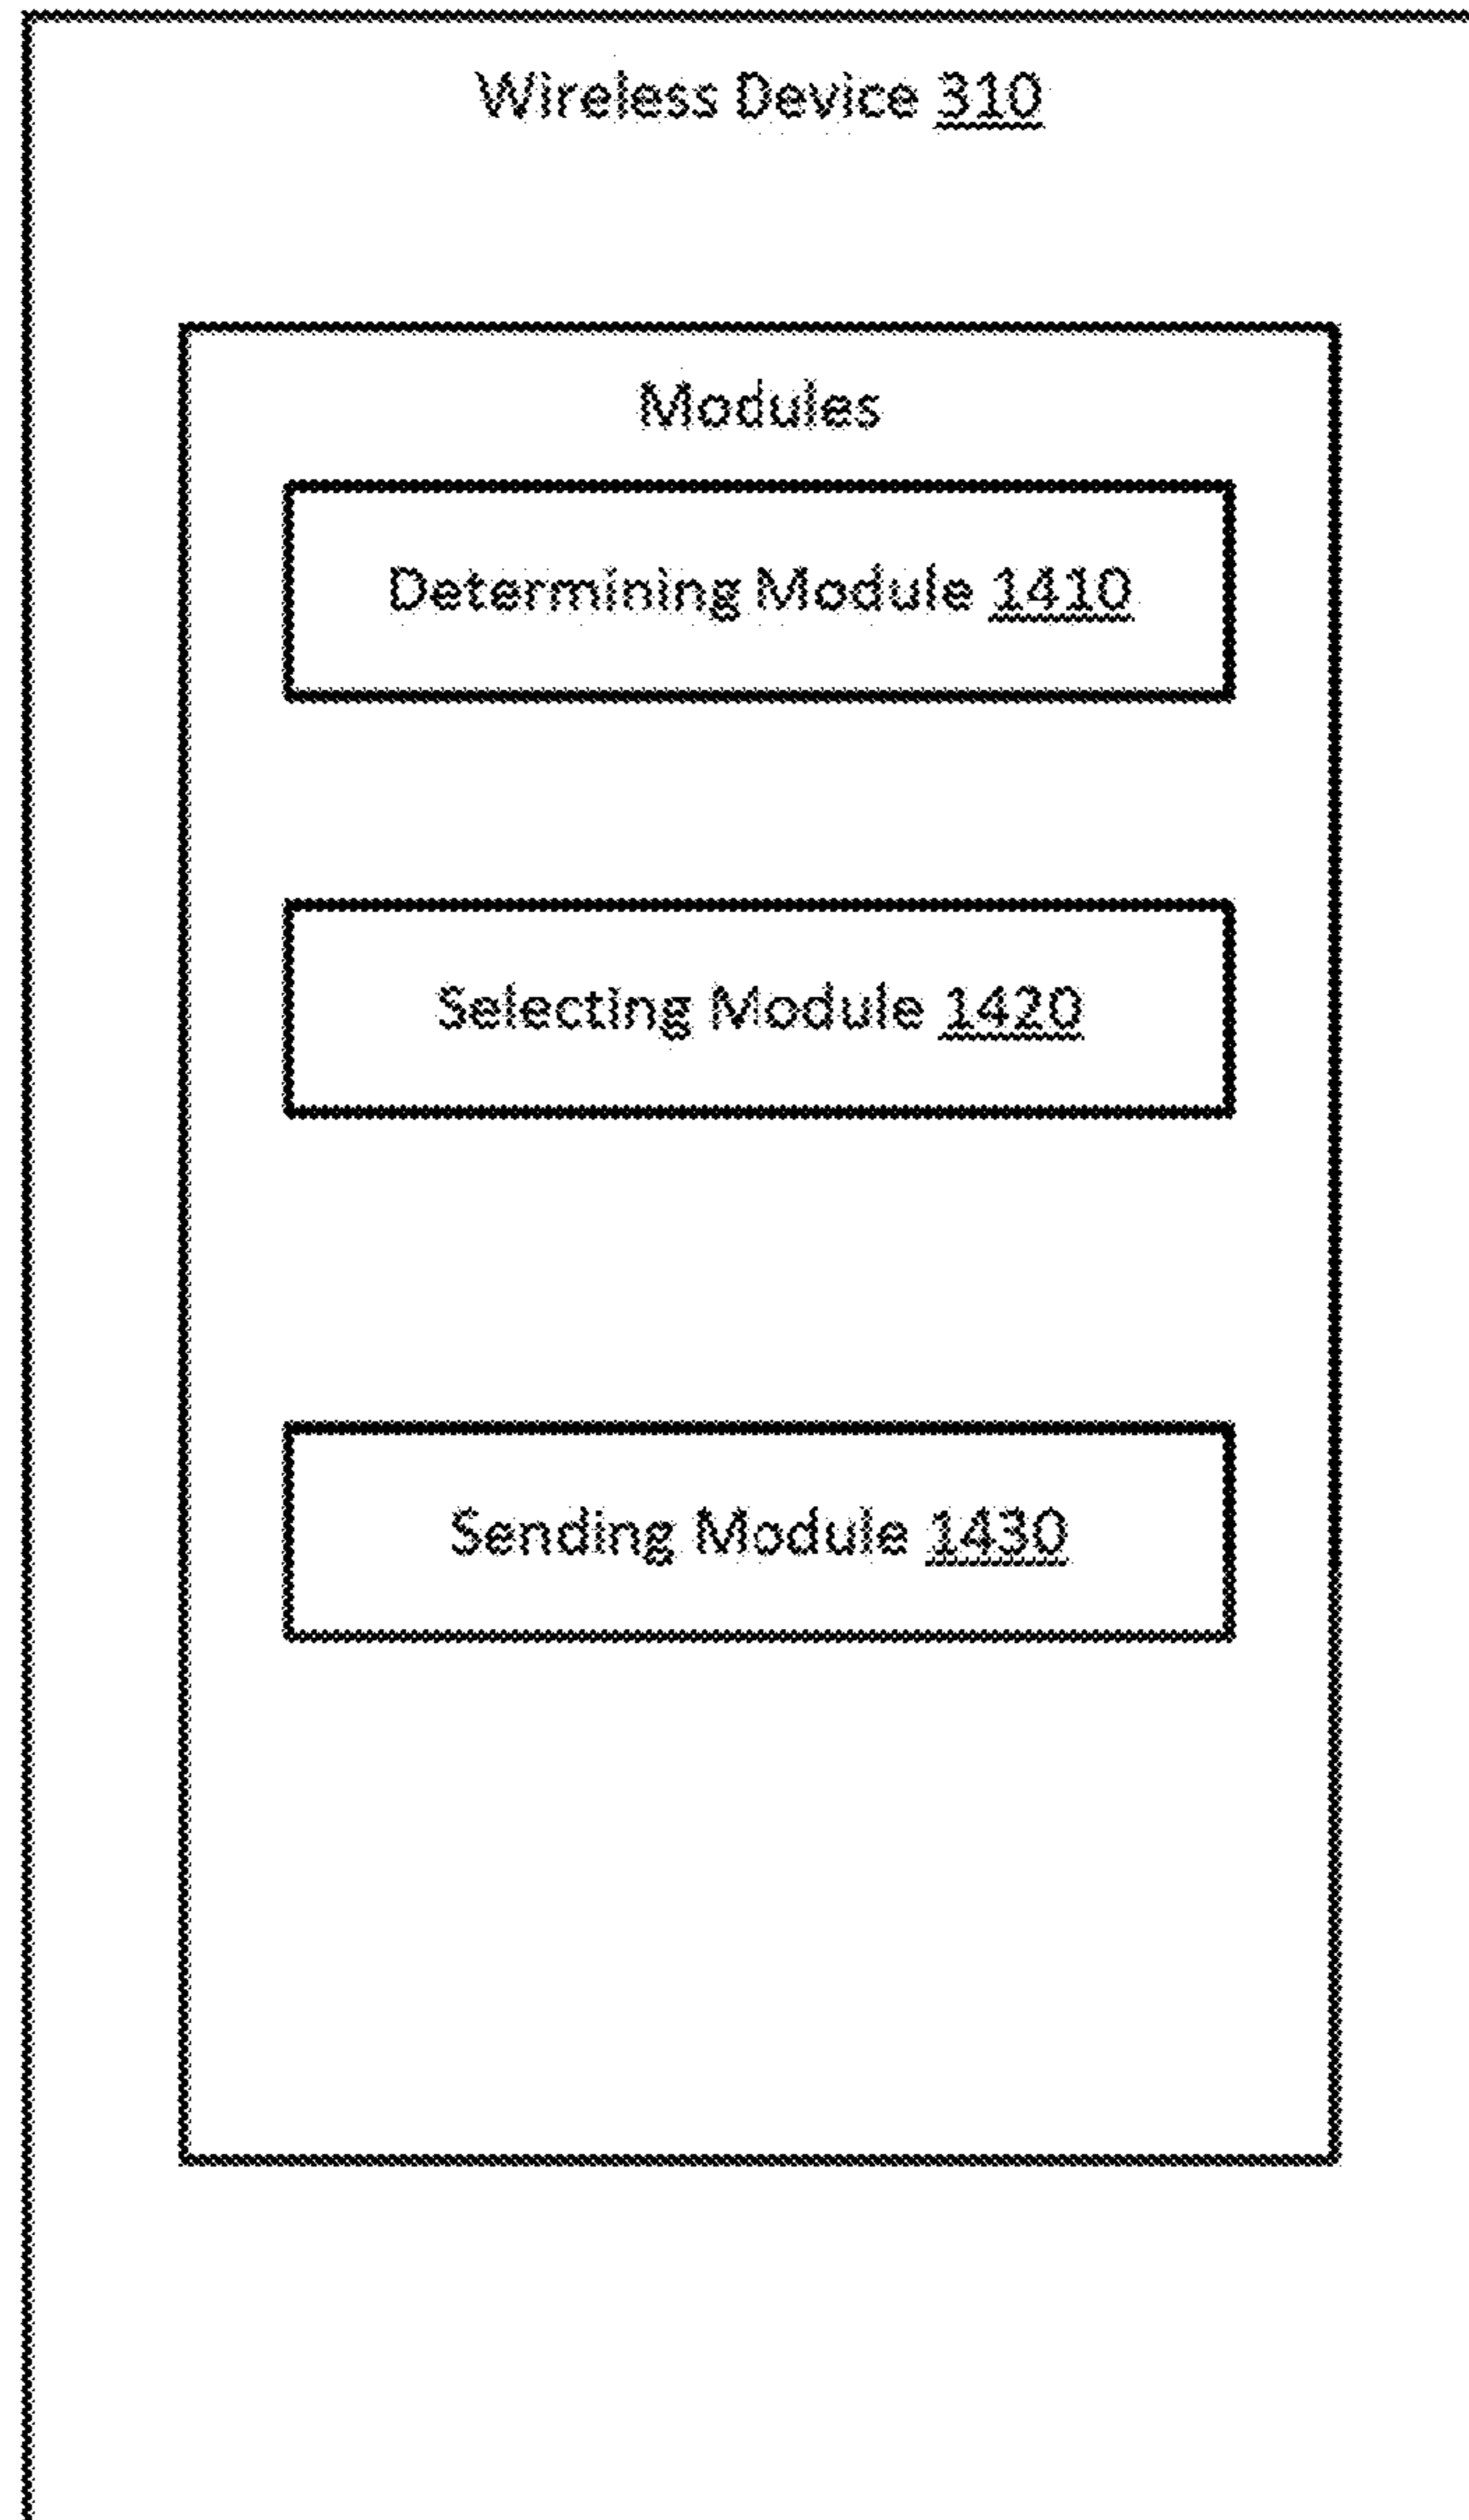 Wireless Device 310
Modules
Determining Module 1410
Selecting Module 1420
Sending Module 1430